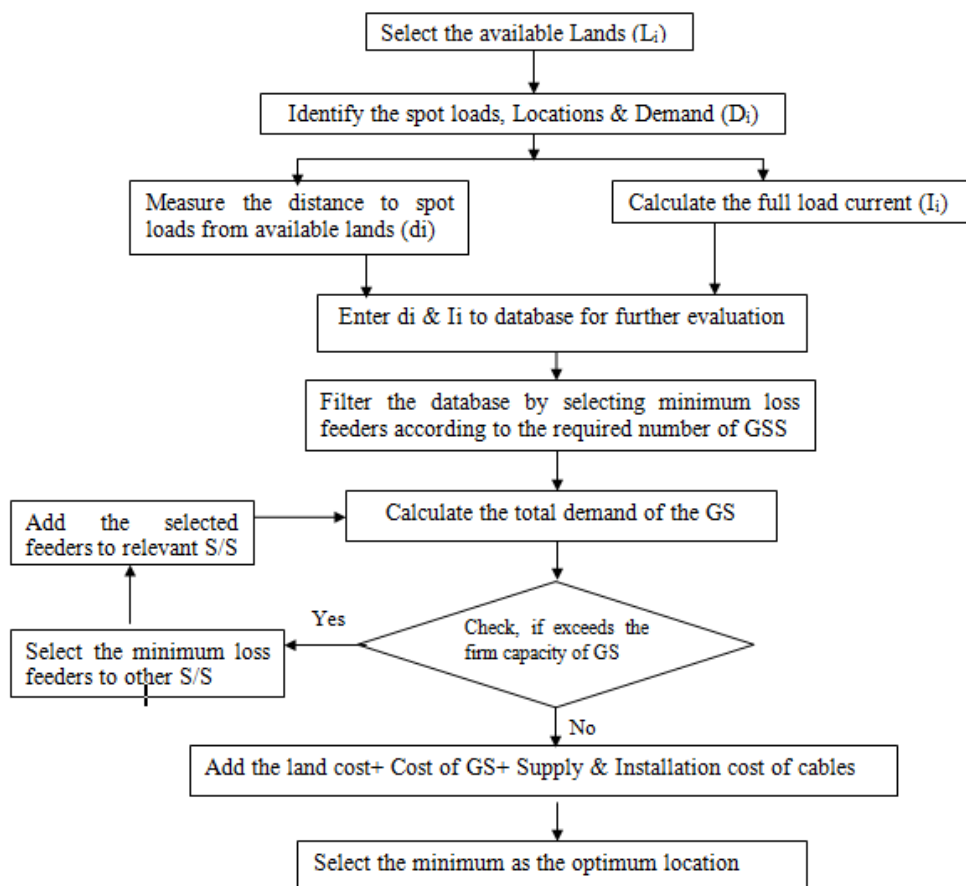 Select the available Lands (Lᵢ)
Identify the spot loads, Locations & Demand (Dᵢ)
Measure the distance to spot
loads from available lands (di)
Calculate the full load current (Iᵢ)
Enter di & Ii to database for further evaluation
Filter the database by selecting minimum loss
feeders according to the required number of GSS
Add the selected
feeders to relevant S/S
Calculate the total demand of the GS
Yes
Check, if exceeds the
firm capacity of GS
Select the minimum loss
feeders to other S/S
No
Add the land cost+ Cost of GS+ Supply & Installation cost of cables
Select the minimum as the optimum location